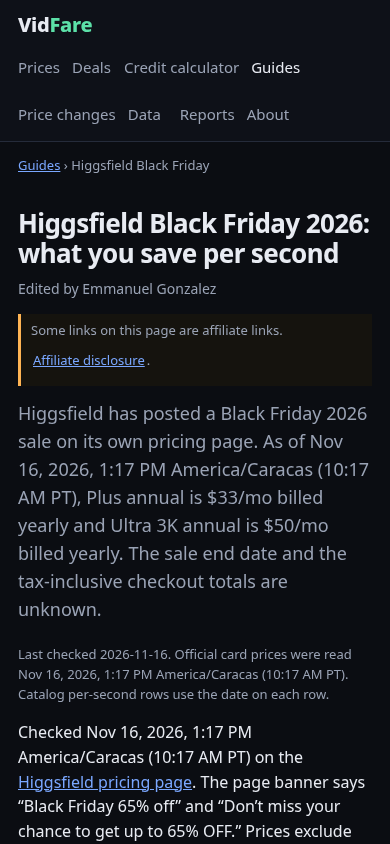 VidFare
Prices Deals Credit calculator Guides
Price changes Data Reports About
Guides › Higgsfield Black Friday
Higgsfield Black Friday 2026:
what you save per second
Edited by Emmanuel Gonzalez
Some links on this page are affiliate links.
Affiliate disclosure.
Higgsfield has posted a Black Friday 2026
sale on its own pricing page. As of Nov
16, 2026, 1:17 PM America/Caracas (10:17
AM PT), Plus annual is $33/mo billed
yearly and Ultra 3K annual is $50/mo
billed yearly. The sale end date and the
tax-inclusive checkout totals are
unknown.
Last checked 2026-11-16. Official card prices were read
Nov 16, 2026, 1:17 PM America/Caracas (10:17 AM PT).
Catalog per-second rows use the date on each row.
Checked Nov 16, 2026, 1:17 PM
America/Caracas (10:17 AM PT) on the
Higgsfield pricing page. The page banner says
“Black Friday 65% off” and “Don’t miss your
chance to get up to 65% OFF.” Prices exclude